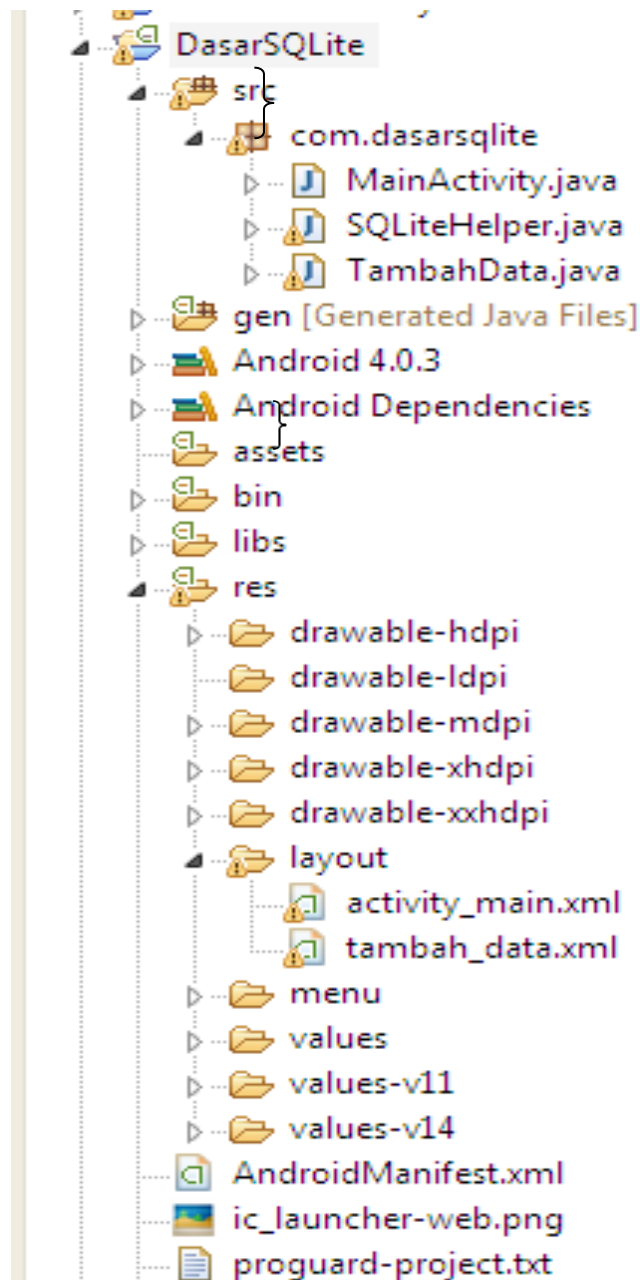 DasarSQLite
src
com.dasarsqlite
MainActivity.java
SQLiteHelper.java
TambahData.java
gen [Generated Java Files]
Android 4.0.3
Android Dependencies
assets
bin
libs
res
drawable-hdpi
drawable-ldpi
drawable-mdpi
drawable-xhdpi
drawable-xxhdpi
layout
activity_main.xml
tambah_data.xml
menu
values
values-v11
values-v14
AndroidManifest.xml
ic_launcher-web.png
proguard-project.txt